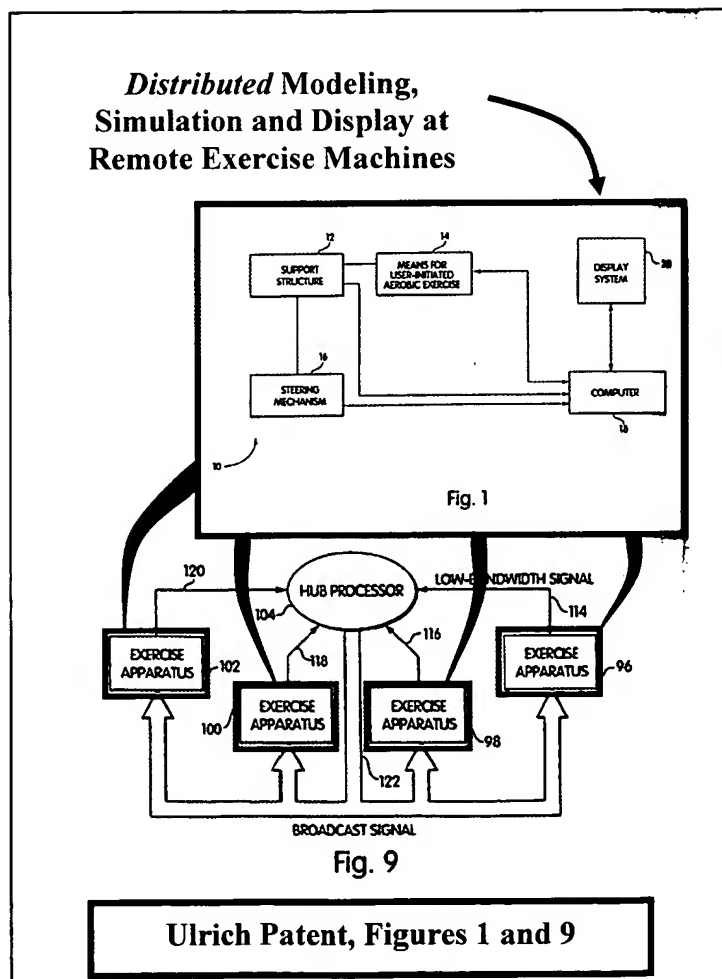 Distributed Modeling,
Simulation and Display at
Remote Exercise Machines
12
SUPPORT
STRUCTURE
14
MEANS FOR
USER-INITIATED
AEROBIC EXERCISE
DISPLAY
SYSTEM
20
16
STEERING
MECHANISM
COMPUTER
18
10
Fig. 1
120
HUB PROCESSOR
104
LOW-BANDWIDTH SIGNAL
114
118
116
EXERCISE
APPARATUS
102
EXERCISE
APPARATUS
100
EXERCISE
APPARATUS
98
EXERCISE
APPARATUS
96
122
BROADCAST SIGNAL
Fig. 9
Ulrich Patent, Figures 1 and 9